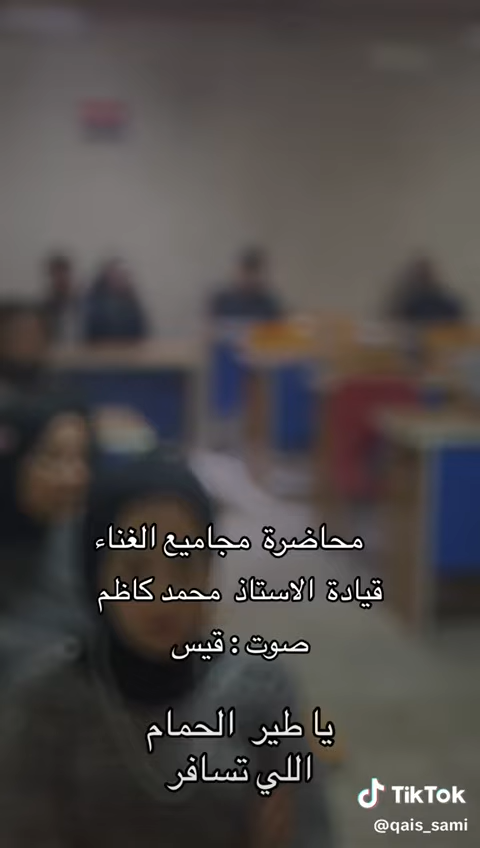 محاضرة مجاميع الغناء
قيادة الاستاذ محمد كاظم
صوت : قيس
يا طير الحمام
اللي تسافر
TikTok
@qais_sami